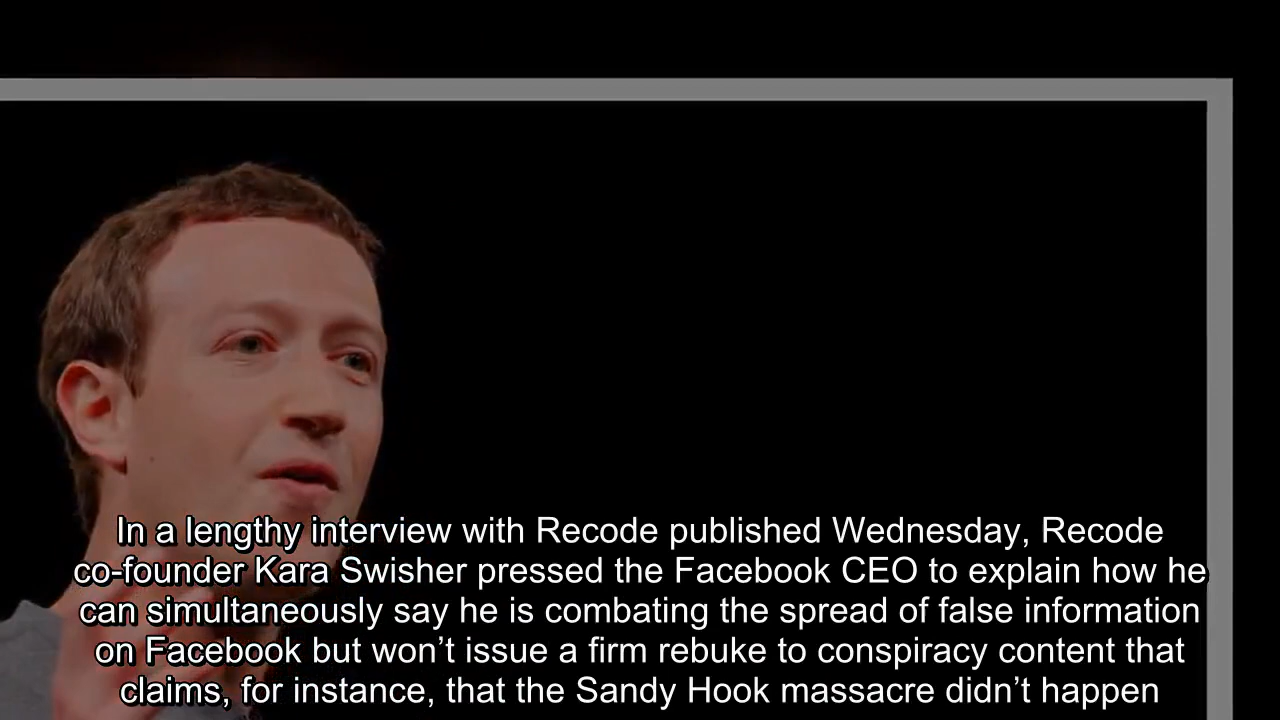 In a lengthy interview with Recode published Wednesday, Recode
co-founder Kara Swisher pressed the Facebook CEO to explain how he
can simultaneously say he is combating the spread of false information
on Facebook but won’t issue a firm rebuke to conspiracy content that
claims, for instance, that the Sandy Hook massacre didn’t happen